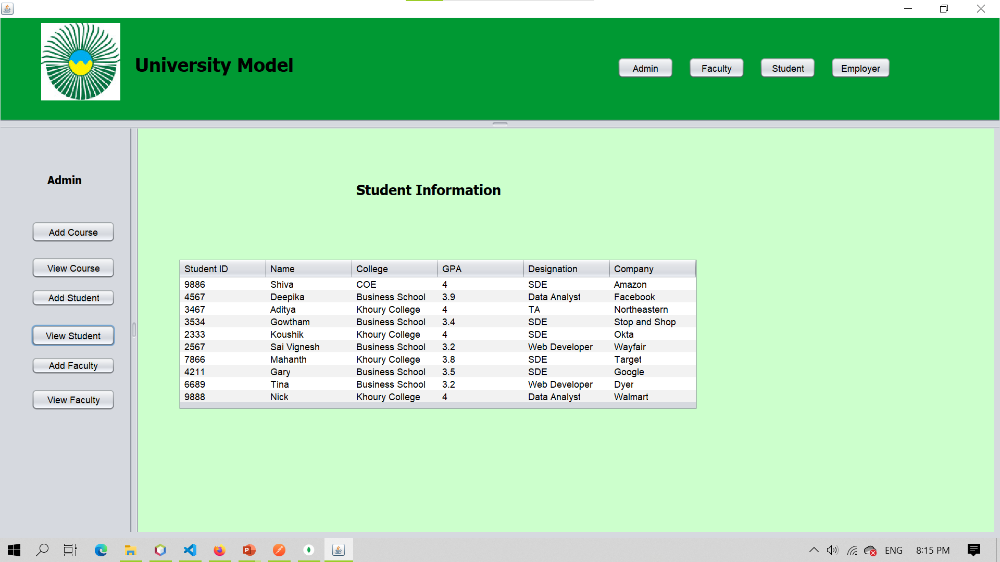 University Model
Admin Faculty Student Employer
Admin
Add Course
View Course
Add Student
View Student
Add Faculty
View Faculty
Student Information
Student ID Name College GPA Designation Company
9886 Shiva COE 4 SDE Amazon
4567 Deepika Business School 3.9 Data Analyst Facebook
3467 Aditya Khoury College 4 TA Northeastern
3534 Gowtham Business School 3.4 SDE Stop and Shop
2333 Koushik Khoury College 4 SDE Okta
2567 Sai Vignesh Business School 3.2 Web Developer Wayfair
7866 Mahanth Khoury College 3.8 SDE Target
4211 Gary Business School 3.5 SDE Google
6689 Tina Business School 3.2 Web Developer Dyer
9888 Nick Khoury College 4 Data Analyst Walmart
P ENG 8:15 PM